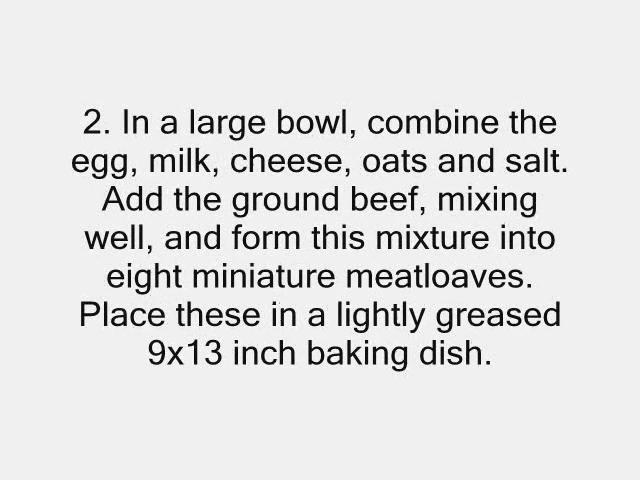 2. In a large bowl, combine the
egg, milk, cheese, oats and salt.
Add the ground beef, mixing
well, and form this mixture into
eight miniature meatloaves.
Place these in a lightly greased
9x13 inch baking dish.